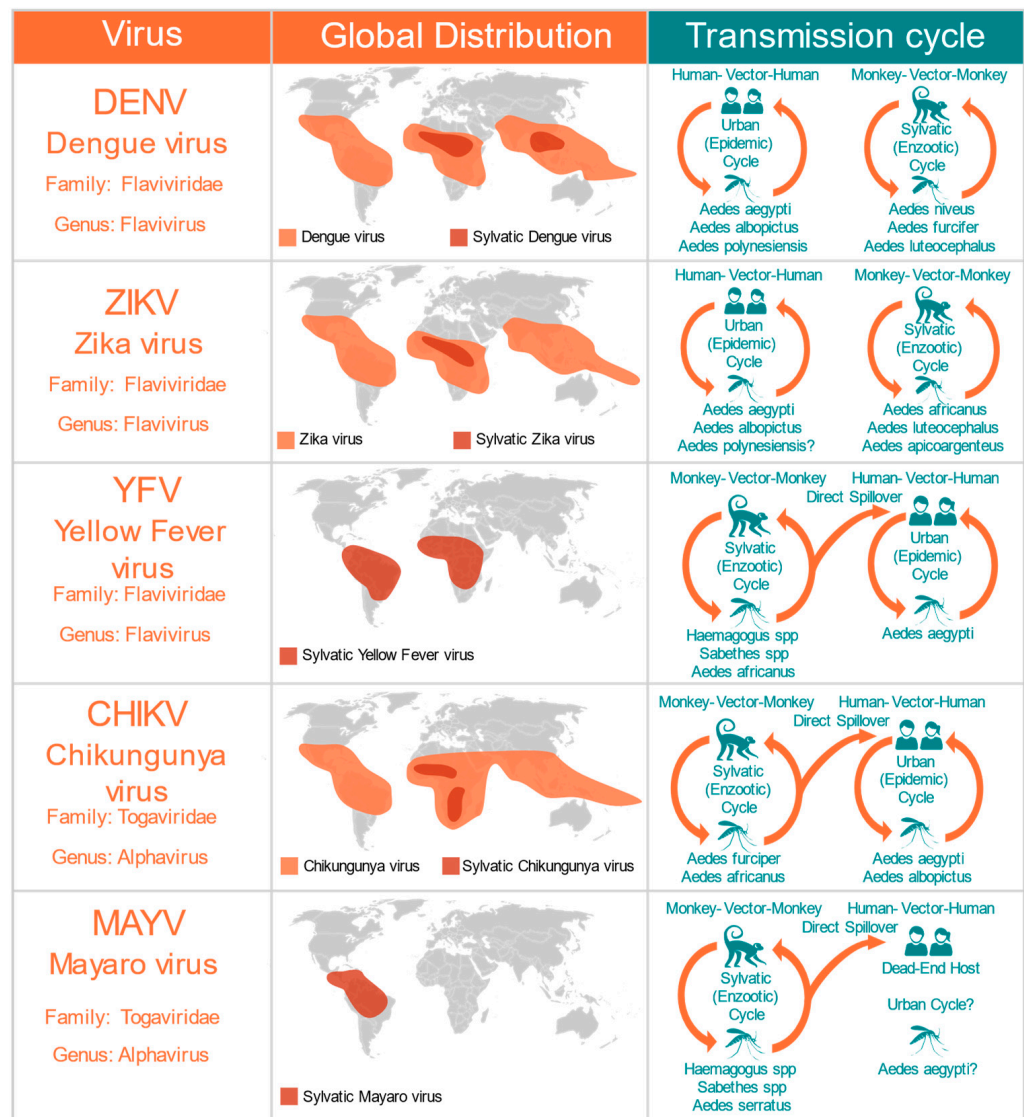 Virus
Global Distribution
Transmission cycle
DENV
Dengue virus
Family: Flaviviridae
Genus: Flavivirus
Dengue virus
Sylvatic Dengue virus
Human- Vector-Human
Urban
(Epidemic)
Cycle
Aedes aegypti
Aedes albopictus
Aedes polynesiensis
Monkey- Vector-Monkey
Sylvatic
(Enzootic)
Cycle
Aedes niveus
Aedes furcifer
Aedes luteocephalus
ZIKV
Zika virus
Family: Flaviviridae
Genus: Flavivirus
Zika virus
Sylvatic Zika virus
Human- Vector-Human
Urban
(Epidemic)
Cycle
Aedes aegypti
Aedes albopictus
Aedes polynesiensis?
Monkey- Vector-Monkey
Sylvatic
(Enzootic)
Cycle
Aedes africanus
Aedes luteocephalus
Aedes apicoargenteus
YFV
Yellow Fever
virus
Family: Flaviviridae
Genus: Flavivirus
Sylvatic Yellow Fever virus
Monkey- Vector-Monkey
Sylvatic
(Enzootic)
Cycle
Haemagogus spp
Sabethes spp
Aedes africanus
Direct Spillover
Human- Vector-Human
Urban
(Epidemic)
Cycle
Aedes aegypti
CHIKV
Chikungunya
virus
Family: Togaviridae
Genus: Alphavirus
Chikungunya virus
Sylvatic Chikungunya virus
Monkey- Vector-Monkey
Sylvatic
(Enzootic)
Cycle
Aedes furciper
Aedes africanus
Direct Spillover
Human- Vector-Human
Urban
(Epidemic)
Cycle
Aedes aegypti
Aedes albopictus
MAYV
Mayaro virus
Family: Togaviridae
Genus: Alphavirus
Sylvatic Mayaro virus
Monkey- Vector-Monkey
Sylvatic
(Enzootic)
Cycle
Haemagogus spp
Sabethes spp
Aedes serratus
Direct Spillover
Human- Vector-Human
Dead-End Host
Urban Cycle?
Aedes aegypti?